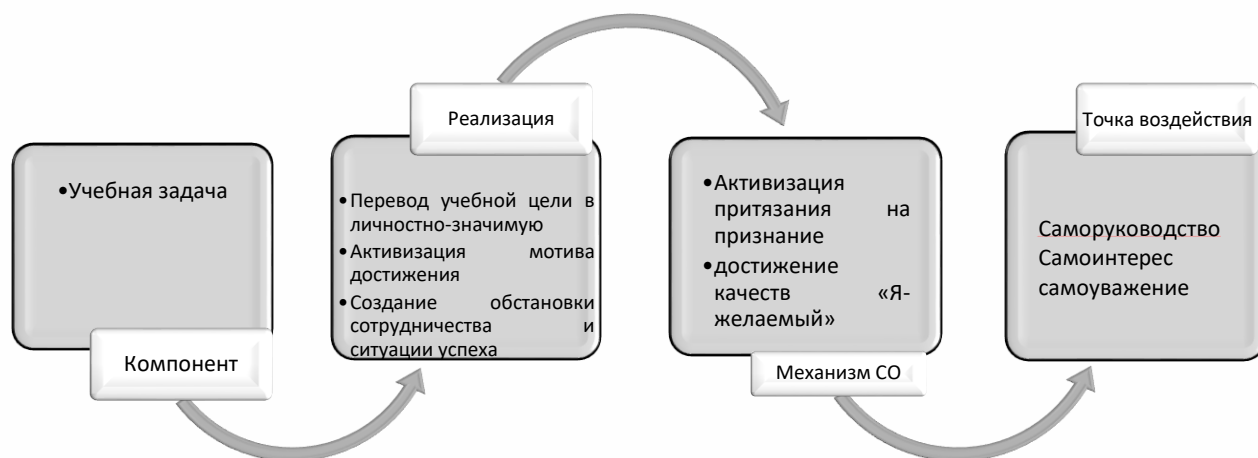 •Учебная задача
Компонент
Реализация
•Перевод учебной цели в
личностно-значимую
•Активизация мотива
достижения
•Создание обстановки
сотрудничества и
ситуации успеха
•Активизация
притязания на
признание
•достижение
качеств «Я-
желаемый»
Механизм СО
Точка воздействия
Саморуководство
Самоинтерес
самоуважение